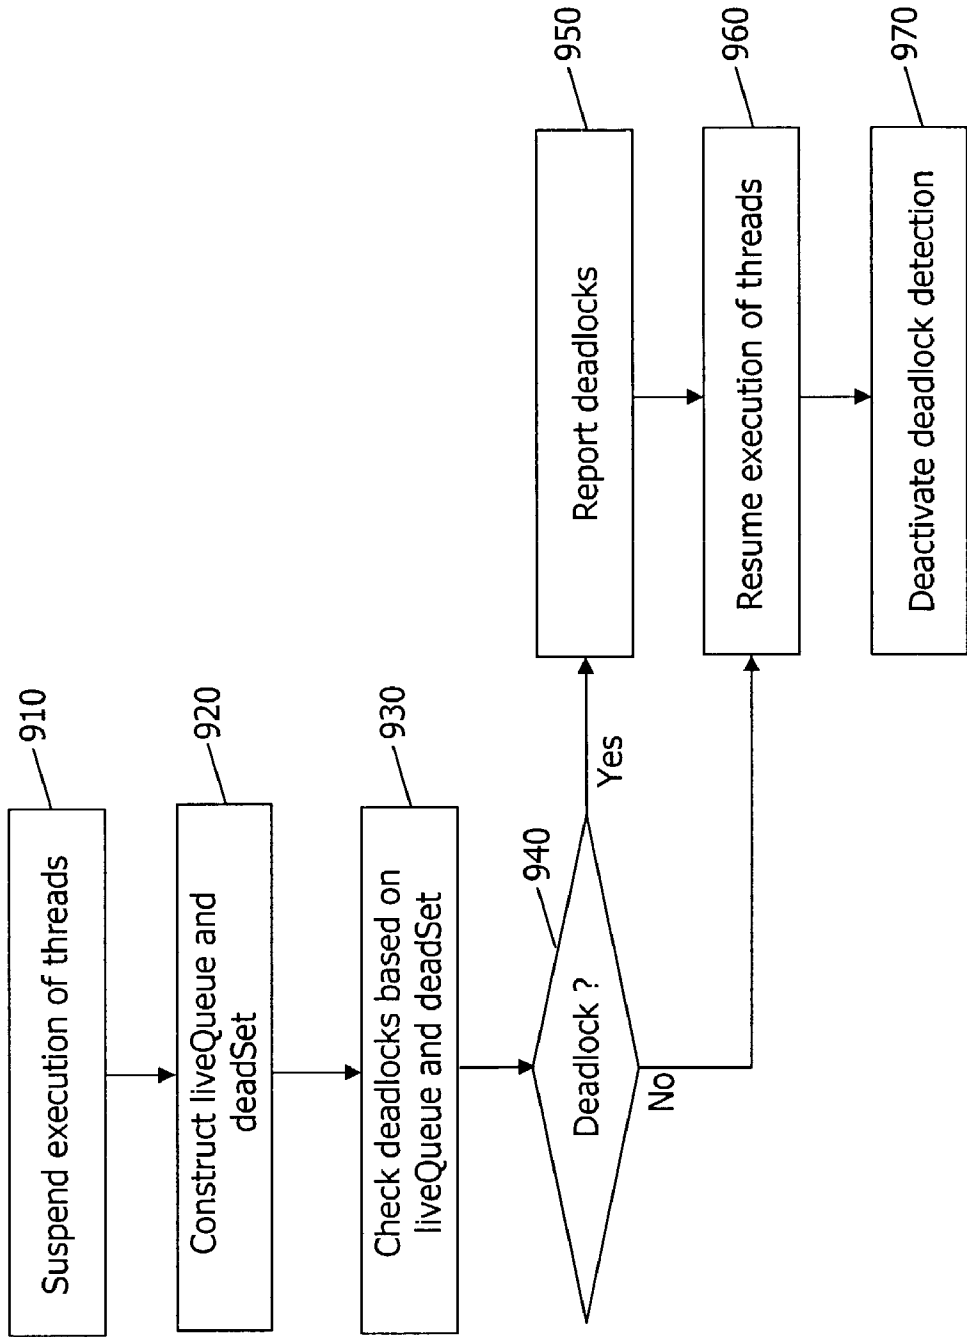 910
Suspend execution of threads
920
Construct liveQueue and
deadSet
930
Check deadlocks based on
liveQueue and deadSet
940
Deadlock ?
Yes
No
950
Report deadlocks
960
Resume execution of threads
970
Deactivate deadlock detection